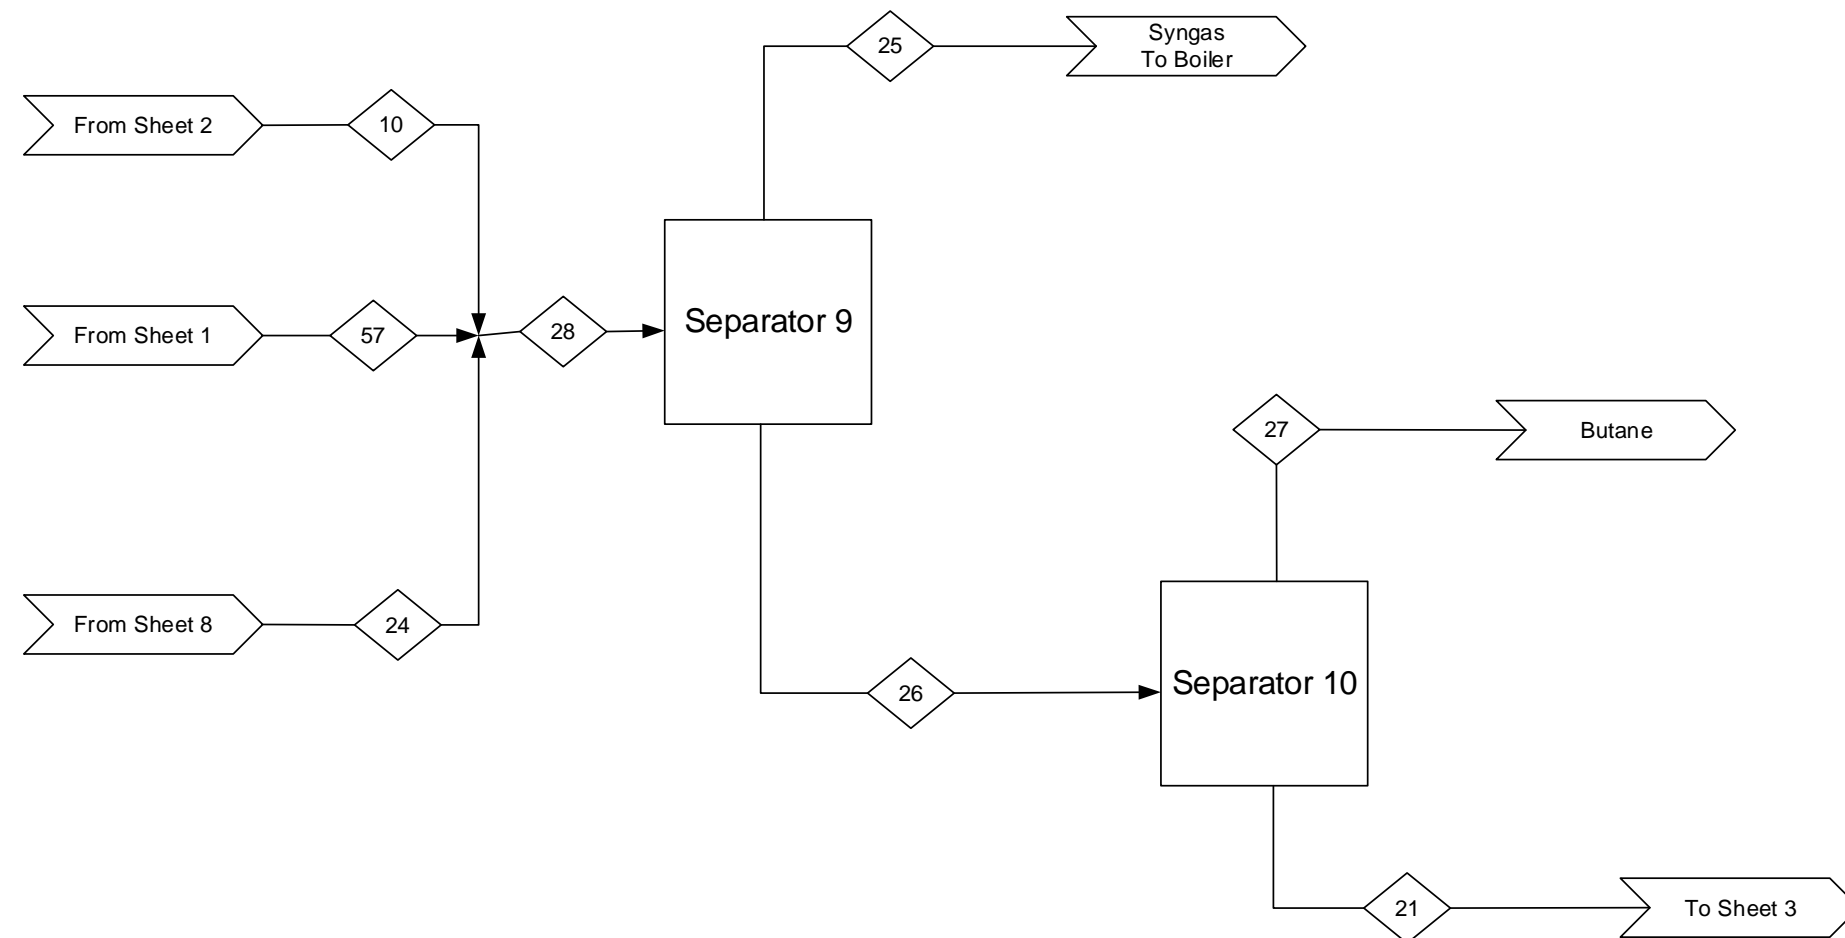 25
Syngas
To Boiler
From Sheet 2
10
From Sheet 1
57
28
Separator 9
27
Butane
From Sheet 8
24
26
Separator 10
21
To Sheet 3